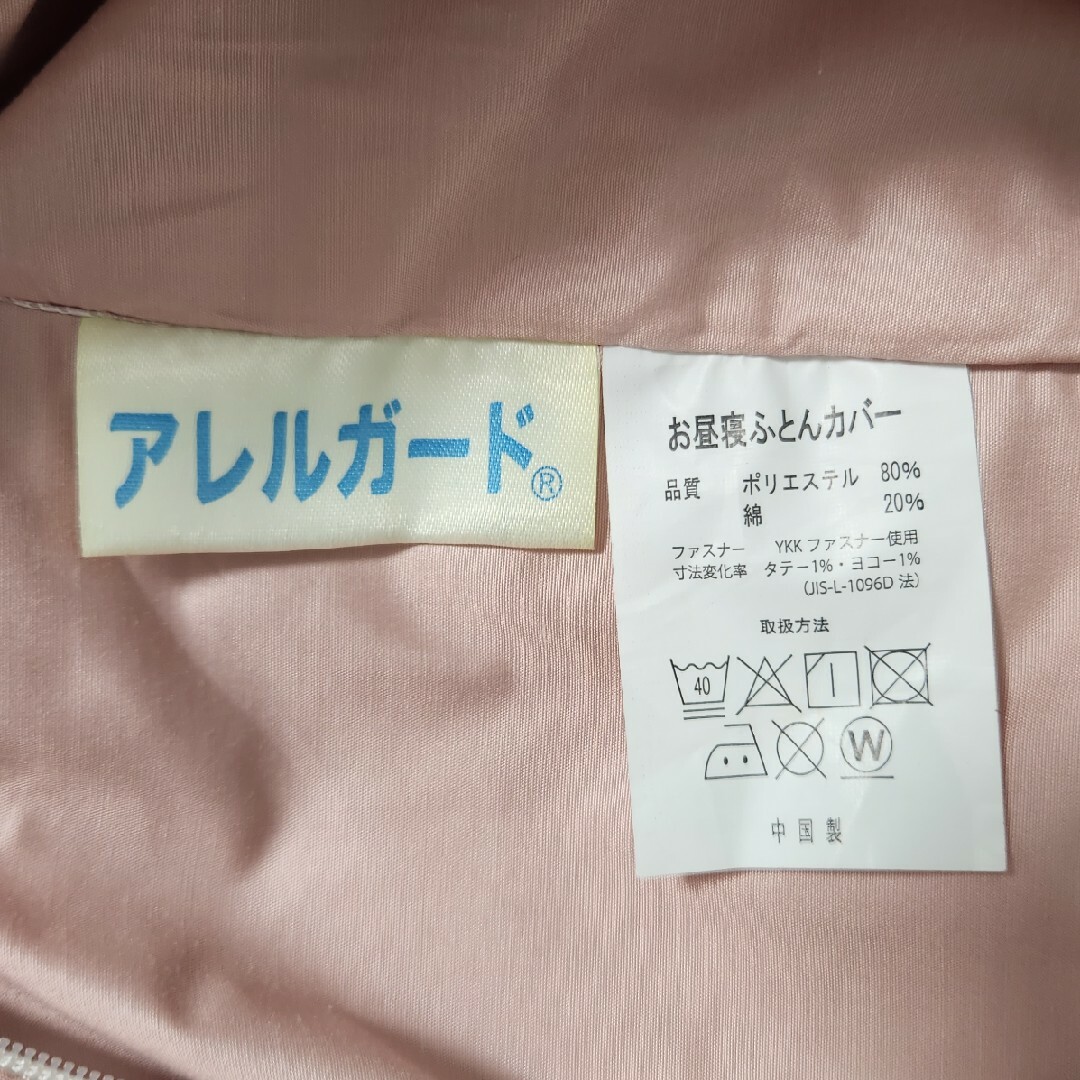 アレルガード®
お昼寝ふとんカバー
品質 ポリエステル 80%
綿 20%
ファスナー YKK ファスナー使用
寸法変化率 タテー1%・ヨコー1%
(JIS-L-1096D 法)
取扱方法
40
W
中国製